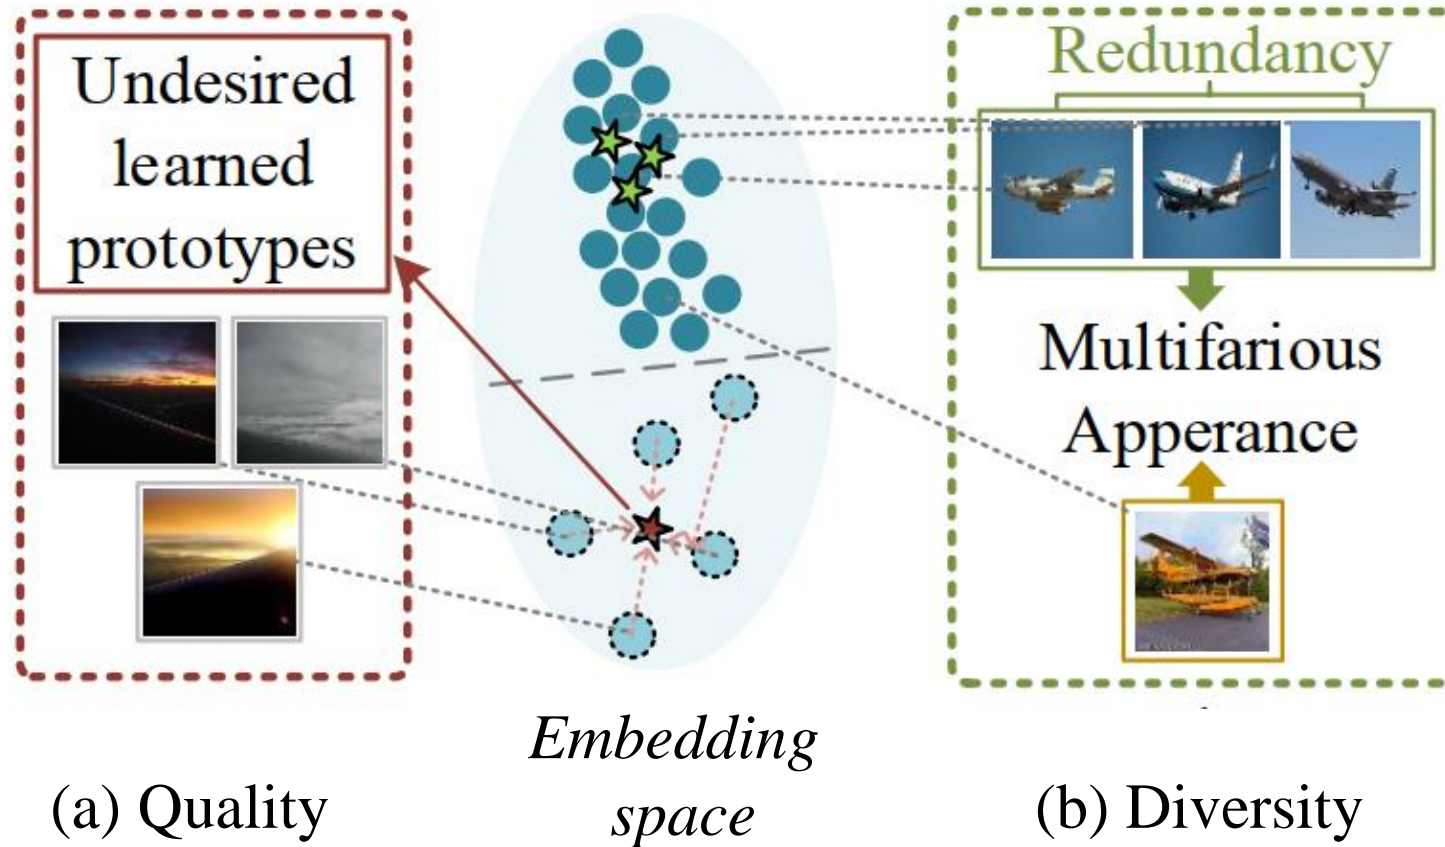 Undesired
learned
prototypes
Redundancy
Multifarious
Apperance
Embedding
space
(a) Quality
(b) Diversity